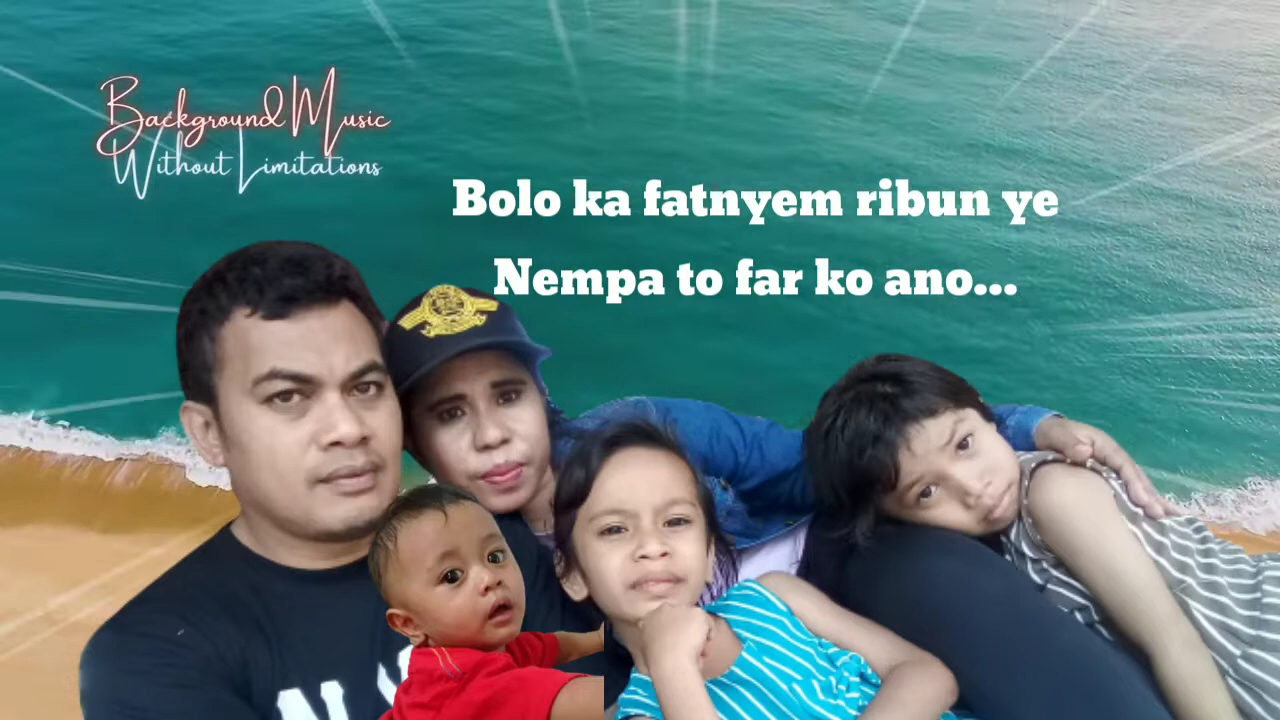 Background Music
Without Limitations
Bolo ka fatnyem ribun ye
Nempa to far ko ano...